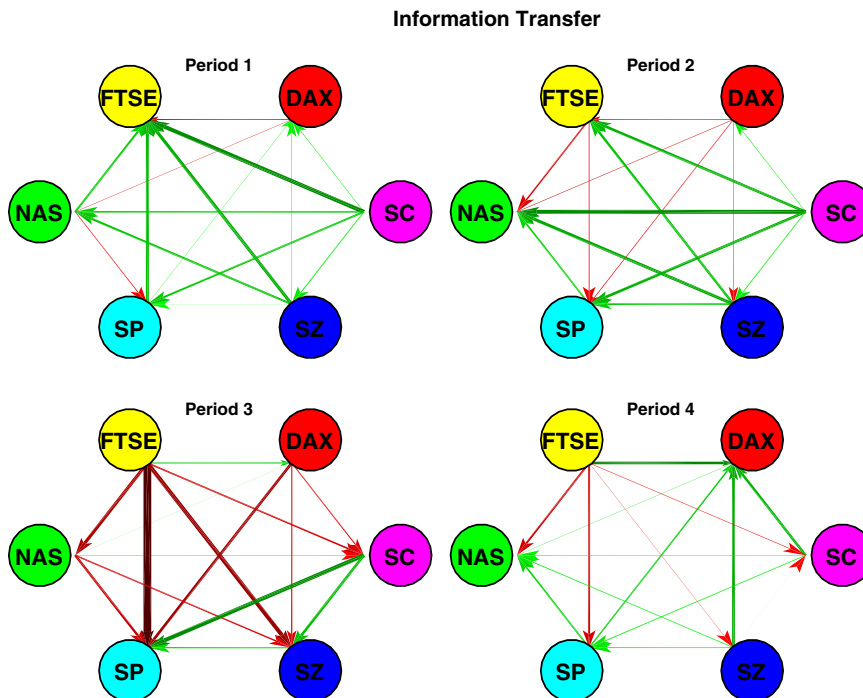 Information Transfer
Period 1
FTSE
DAX
NAS
SC
SP
SZ
Period 2
FTSE
DAX
NAS
SC
SP
SZ
Period 3
FTSE
DAX
NAS
SC
SP
SZ
Period 4
FTSE
DAX
NAS
SC
SP
SZ